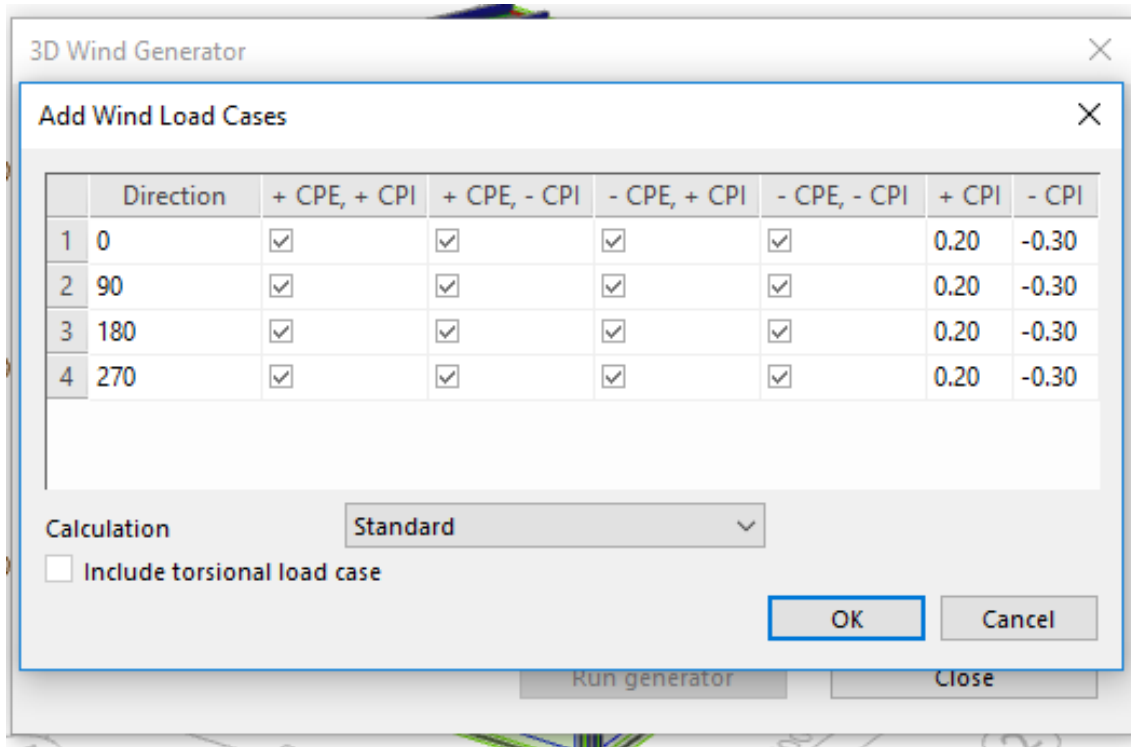 3D Wind Generator
Add Wind Load Cases
Direction + CPE, + CPI + CPE, - CPI - CPE, + CPI - CPE, - CPI + CPI - CPI
1 0 0.20 -0.30
2 90 0.20 -0.30
3 180 0.20 -0.30
4 270 0.20 -0.30
Calculation Standard
Include torsional load case
OK Cancel
Run generator Close